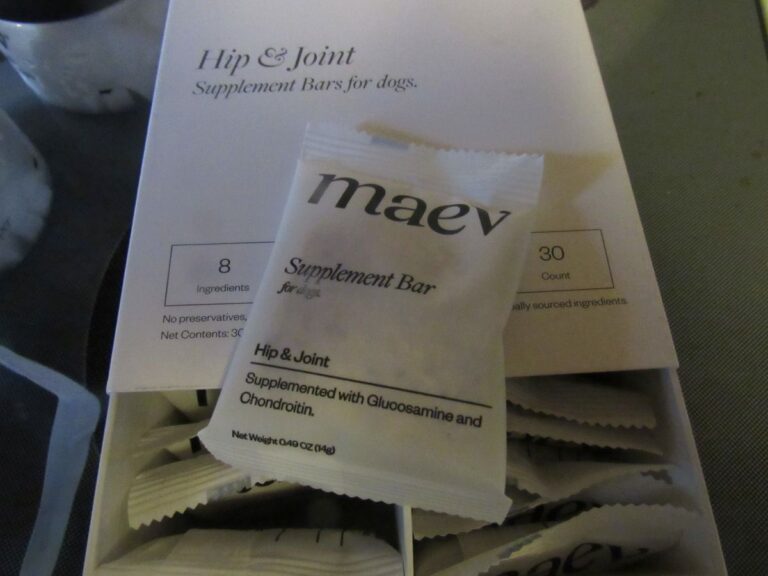 Hip & Joint
Supplement Bars for dogs.
8
Ingredients
30
Count
No preservatives,
ally sourced ingredients
Net Contents: 30
maev
Supplement Bar
for dogs.
Hip & Joint
Supplemented with Glucosamine and
Chondroitin.
Net Weight 0.49 OZ (14g)
maev